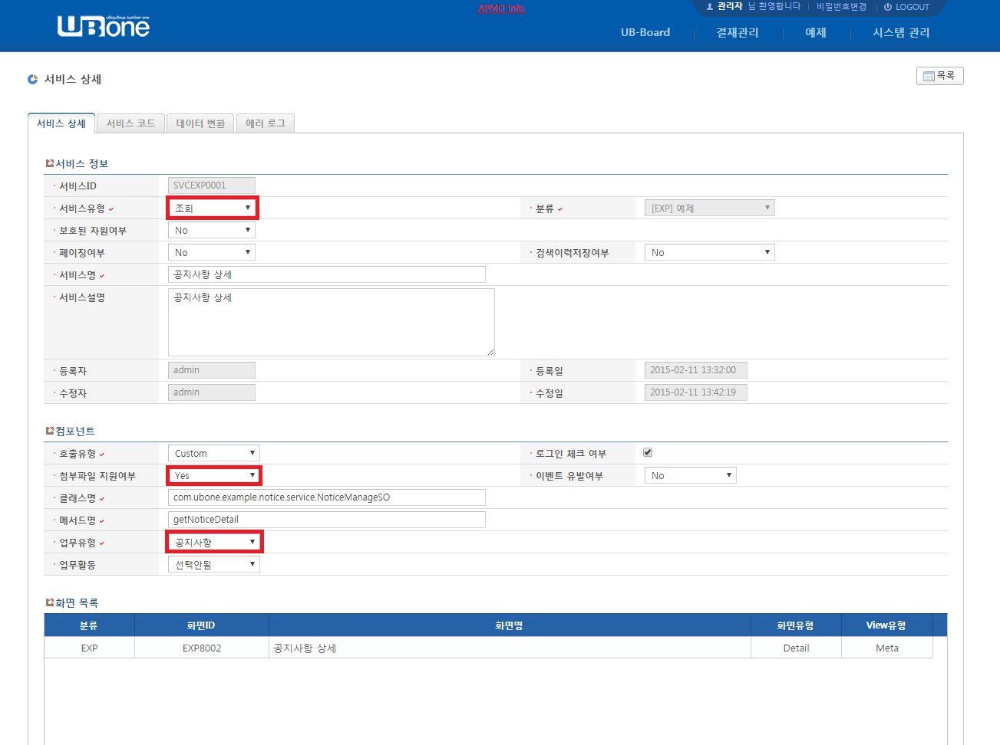 APMD Info.
관리자 님 환영합니다 | 비밀번호변경 | LOGOUT
ubiquitous number one
UBone
UB-Board | 결재관리 | 예제 | 시스템 관리
서비스 상세
목록
서비스 상세 서비스 코드 데이터 변환 에러 로그
서비스 정보
· 서비스ID SVCEXP0001
· 서비스유형 조회 · 분류 [EXP] 예제
· 보호된 자원여부 No
· 페이징여부 No · 검색이력저장여부 No
· 서비스명 공지사항 상세
· 서비스설명 공지사항 상세
· 등록자 admin · 등록일 2015-02-11 13:32:00
· 수정자 admin · 수정일 2015-02-11 13:42:19
컴포넌트
· 호출유형 Custom · 로그인 체크 여부
· 첨부파일 지원여부 Yes · 이벤트 유발여부 No
· 클래스명 com.ubone.example.notice.service.NoticeManageSO
· 메서드명 getNoticeDetail
· 업무유형 공지사항
· 업무활동 선택안됨
화면 목록
분류 화면ID 화면명 화면유형 View유형
EXP EXP8002 공지사항 상세 Detail Meta